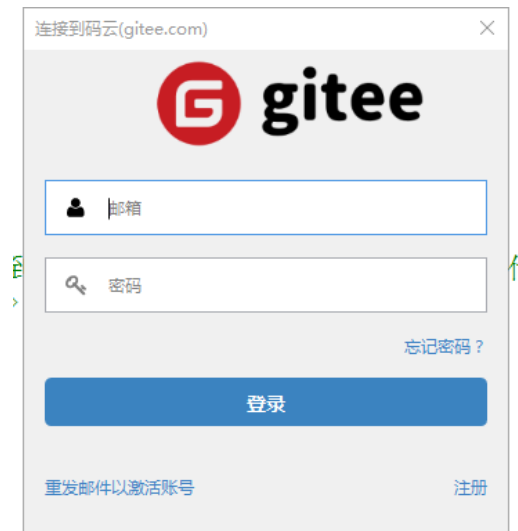 连接到码云(gitee.com)
G gitee
邮箱
密码
忘记密码？
登录
重发邮件以激活账号
注册